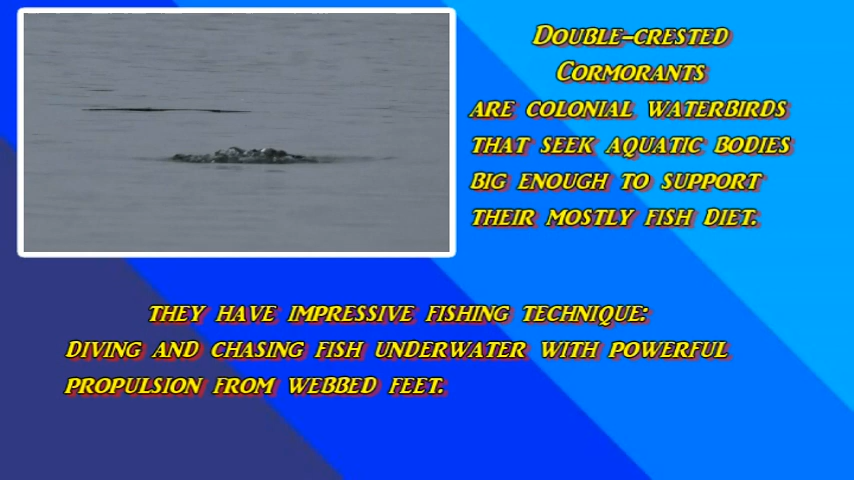 Double-crested
Cormorants
are colonial waterbirds
that seek aquatic bodies
big enough to support
their mostly fish diet.
they have impressive fishing technique:
diving and chasing fish underwater with powerful
propulsion from webbed feet.